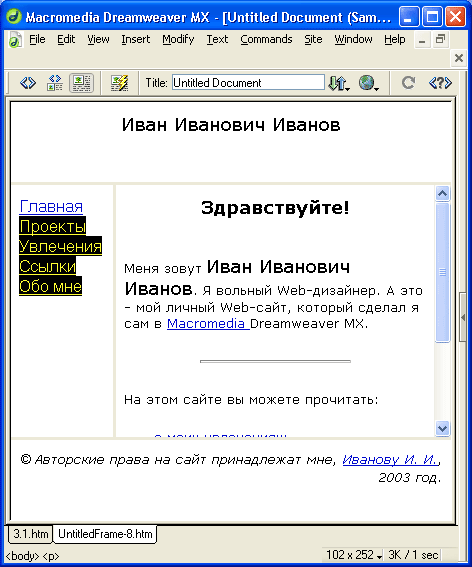 Macromedia Dreamweaver MX - [Untitled Document (Sam...
File Edit View Insert Modify Text Commands Site Window Help
Title: Untitled Document
Иван Иванович Иванов
Главная
Проекты
Увлечения
Ссылки
Обо мне
Здравствуйте!
Меня зовут Иван Иванович
Иванов. Я вольный Web-дизайнер. А это
- мой личный Web-сайт, который сделал я
сам в Macromedia Dreamweaver MX.
На этом сайте вы можете прочитать:
о моих увлечениях;
© Авторские права на сайт принадлежат мне, Иванову И. И.,
2003 год.
3.1.htm UntitledFrame-8.htm
<body> <p> 102 x 252 3K / 1 sec